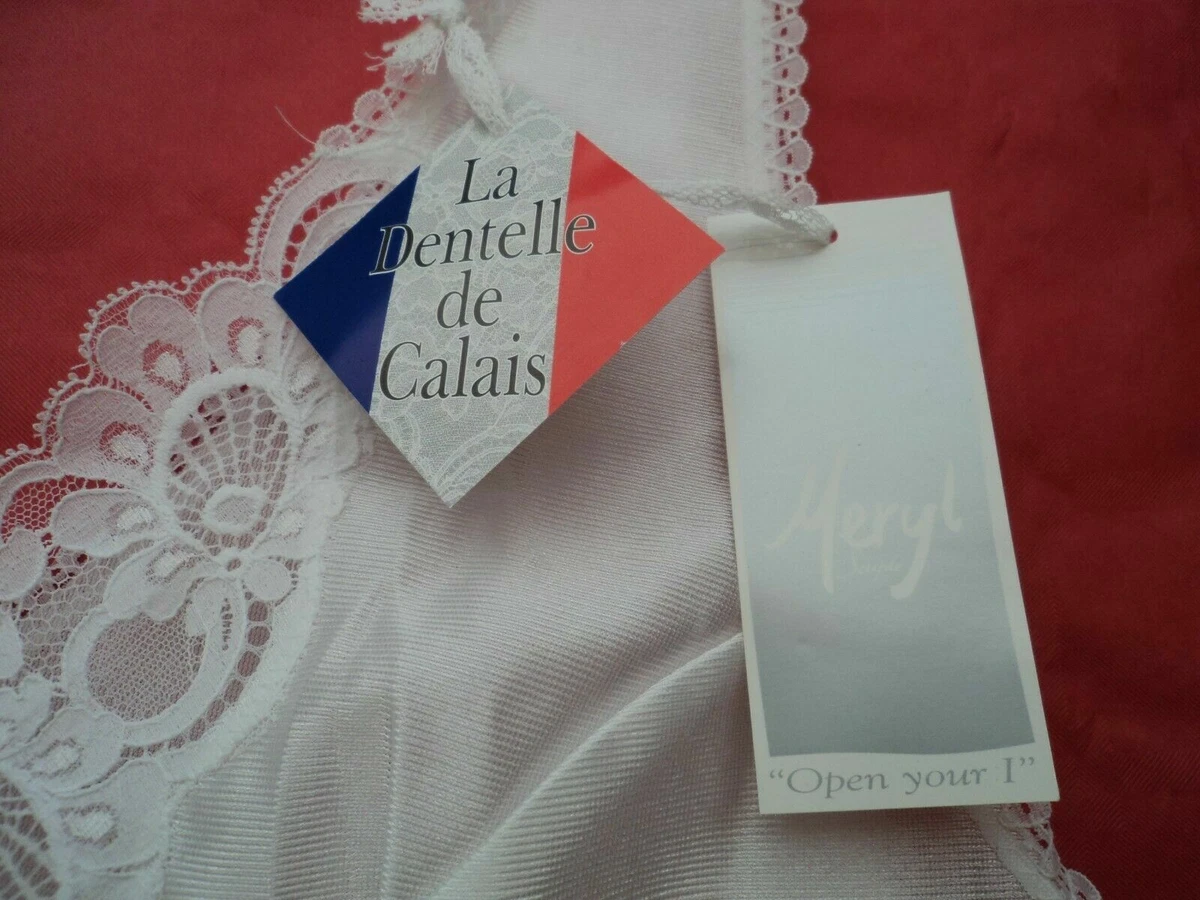 La
Dentelle
de
Calais
Meryl
"Open your I"